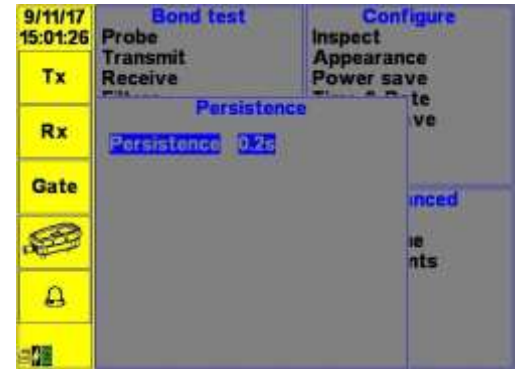 9/11/17
15:01:26
Tx
Rx
Gate
Bond test
Probe
Transmit
Receive
Configure
Inspect
Appearance
Power save
Persistence
Persistence 0.2s